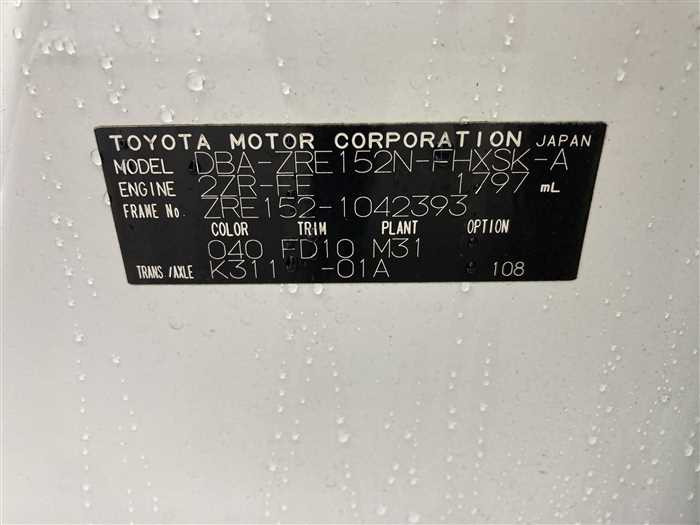 TOYOTA MOTOR CORPORATION JAPAN
MODEL DBA-ZRE152N-FHXSK-A
ENGINE 2ZR-FE 1797 mL
FRAME No. ZRE152-1042393
COLOR TRIM PLANT OPTION
040 FD10 M31
TRANS/AXLE K311 -01A 108